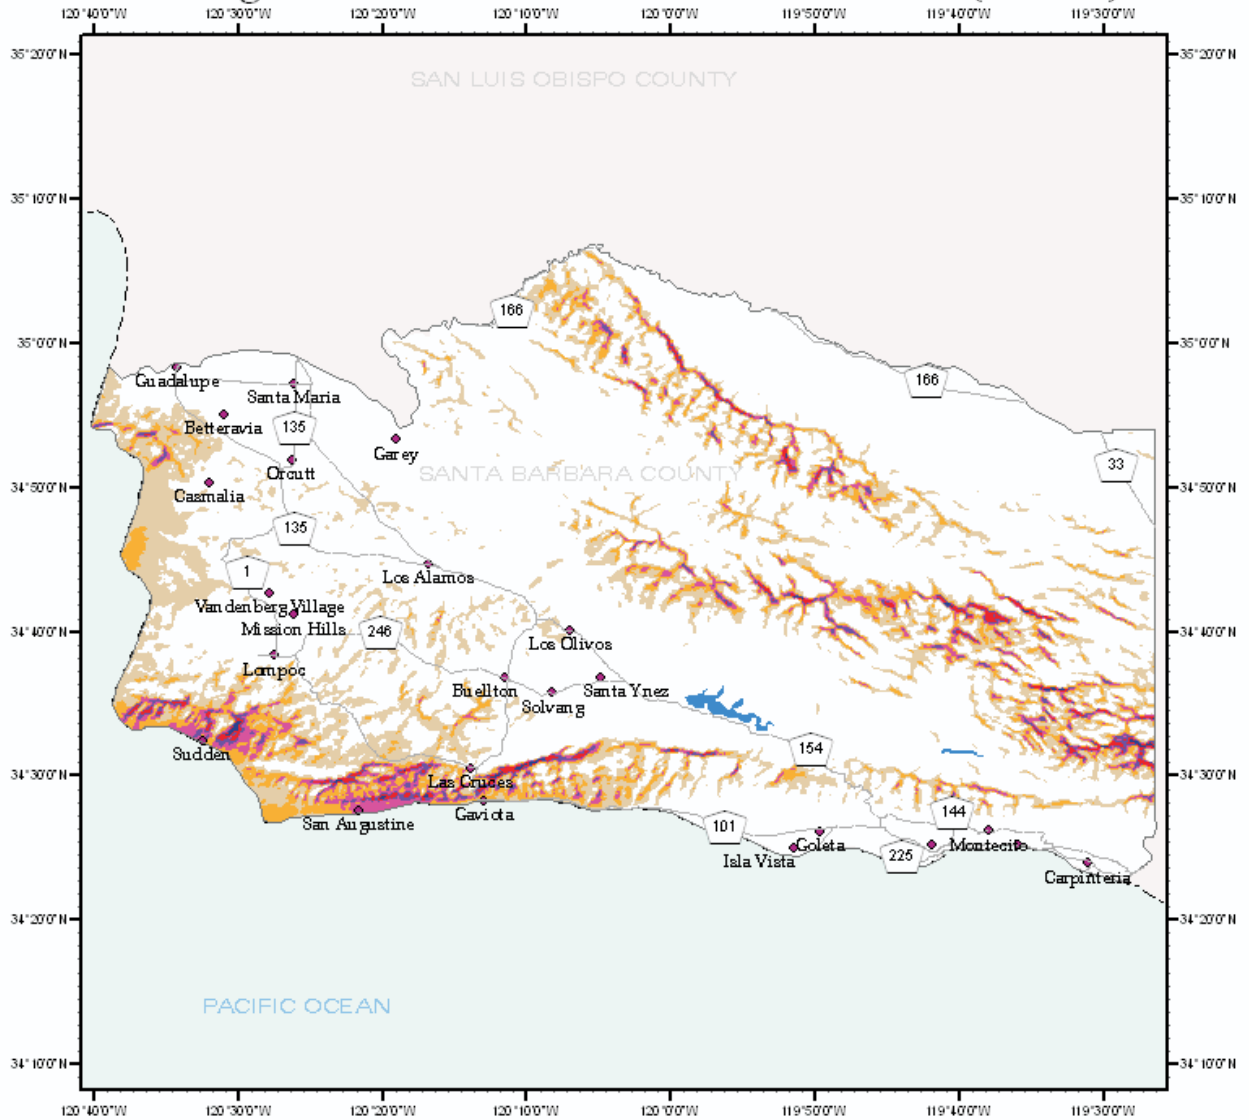 120°40'0"W 120°30'0"W 120°20'0"W 120°10'0"W 120°0'0"W 119°50'0"W 119°40'0"W 119°30'0"W
35°20'0"N 35°20'0"N
SAN LUIS OBISPO COUNTY
35°10'0"N 35°10'0"N
166
35°0'0"N 35°0'0"N
Guadalupe
166
Santa Maria
Betteravia
135
Garey
33
Orcutt
SANTA BARBARA COUNTY
34°50'0"N 34°50'0"N
Casmalia
135
1
Los Alamos
Vandenberg Village
Mission Hills
246
34°40'0"N 34°40'0"N
Los Olivos
Lompoc
Buellton
Santa Ynez
Solvang
Sudden
154
34°30'0"N 34°30'0"N
Las Cruces
Gaviota
144
San Augustine
101
Goleta
Montecito
225
Isla Vista
Carpinteria
34°20'0"N 34°20'0"N
PACIFIC OCEAN
34°10'0"N 34°10'0"N
120°40'0"W 120°30'0"W 120°20'0"W 120°10'0"W 120°0'0"W 119°50'0"W 119°40'0"W 119°30'0"W